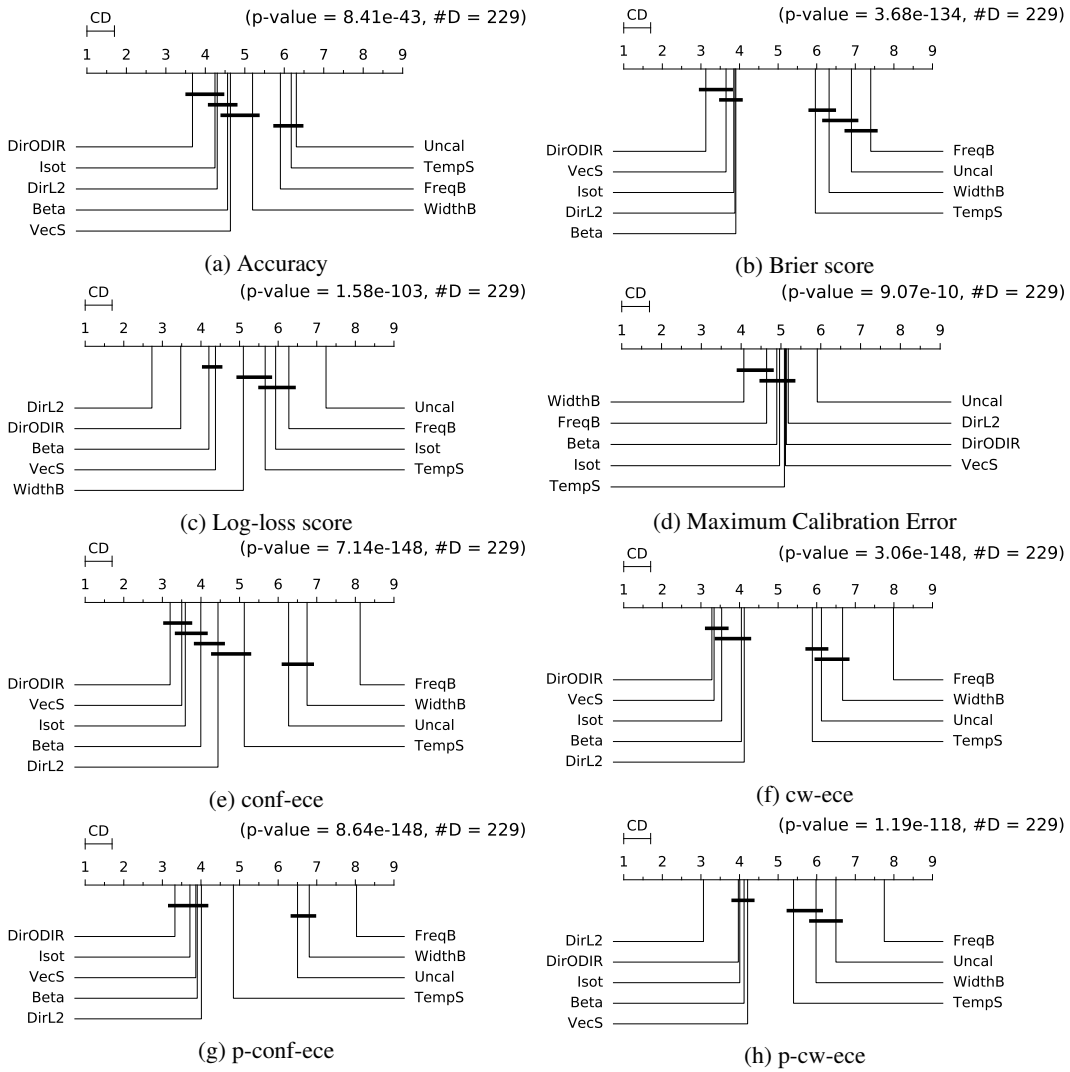 CD (p-value = 8.41e-43, #D = 229)
1 2 3 4 5 6 7 8 9
DirODIR Uncal
Isot TempS
DirL2 FreqB
Beta WidthB
VecS
(a) Accuracy
CD (p-value = 3.68e-134, #D = 229)
1 2 3 4 5 6 7 8 9
DirODIR FreqB
VecS Uncal
Isot WidthB
DirL2 TempS
Beta
(b) Brier score
CD (p-value = 1.58e-103, #D = 229)
1 2 3 4 5 6 7 8 9
DirL2 Uncal
DirODIR FreqB
Beta Isot
VecS TempS
WidthB
(c) Log-loss score
CD (p-value = 9.07e-10, #D = 229)
1 2 3 4 5 6 7 8 9
WidthB Uncal
FreqB DirL2
Beta DirODIR
Isot VecS
TempS
(d) Maximum Calibration Error
CD (p-value = 7.14e-148, #D = 229)
1 2 3 4 5 6 7 8 9
DirODIR FreqB
VecS WidthB
Isot Uncal
Beta TempS
DirL2
(e) conf-ece
CD (p-value = 3.06e-148, #D = 229)
1 2 3 4 5 6 7 8 9
DirODIR FreqB
VecS WidthB
Isot Uncal
Beta TempS
DirL2
(f) cw-ece
CD (p-value = 8.64e-148, #D = 229)
1 2 3 4 5 6 7 8 9
DirODIR FreqB
Isot WidthB
VecS Uncal
Beta TempS
DirL2
(g) p-conf-ece
CD (p-value = 1.19e-118, #D = 229)
1 2 3 4 5 6 7 8 9
DirL2 FreqB
DirODIR Uncal
Isot WidthB
Beta TempS
VecS
(h) p-cw-ece